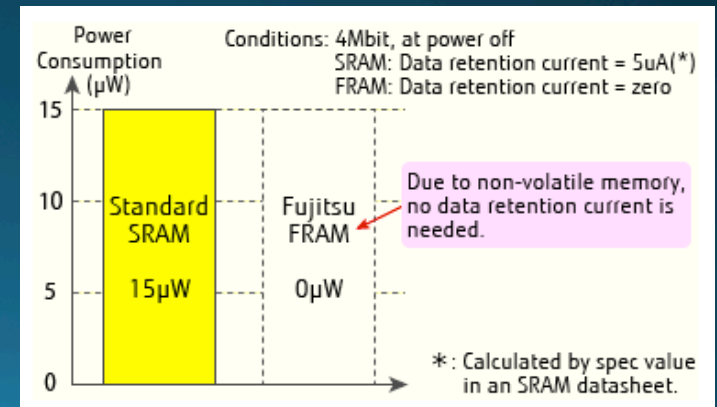 Power
Consumption
(μW)
Conditions: 4Mbit, at power off
SRAM: Data retention current = 5uA(*)
FRAM: Data retention current = zero
15
10
5
0
Standard
SRAM
15μW
Fujitsu
FRAM
0μW
Due to non-volatile memory,
no data retention current is
needed.
*: Calculated by spec value
in an SRAM datasheet.